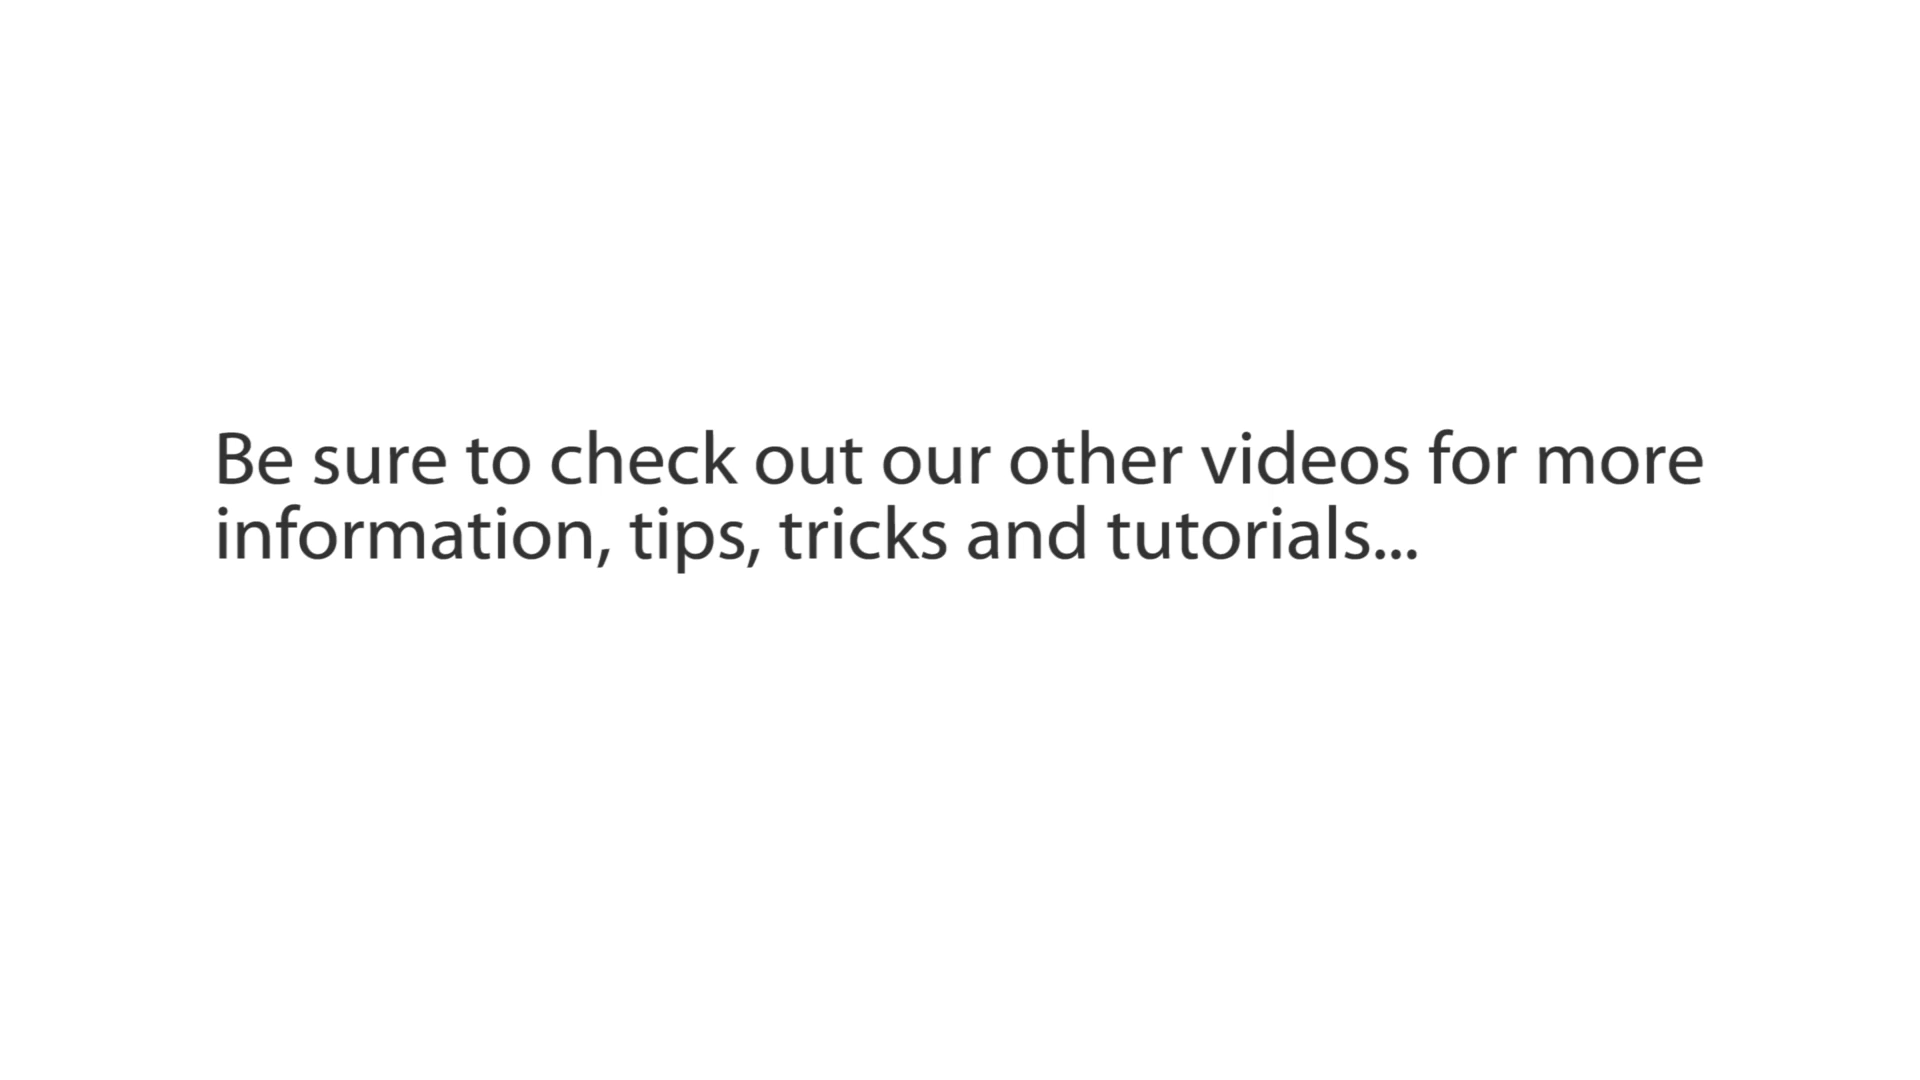 Be sure to check out our other videos for more
information, tips, tricks and tutorials...